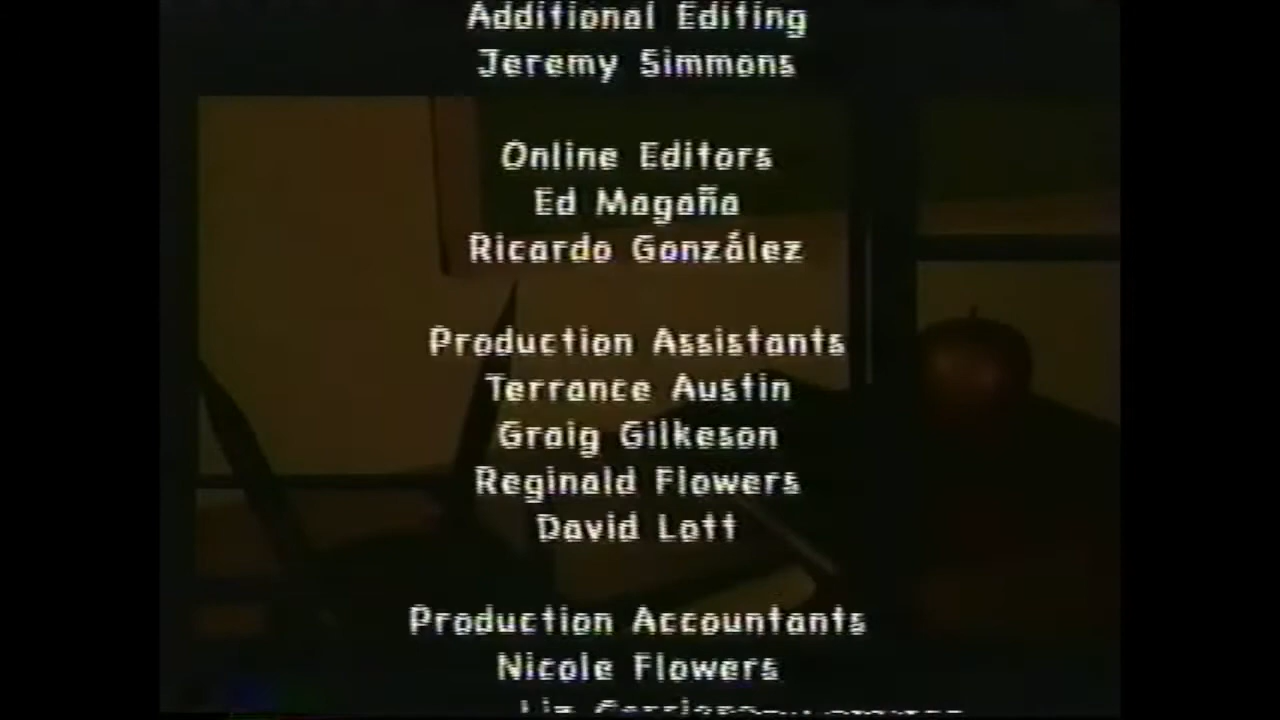 Additional Editing
Jeremy Simmons
Online Editors
Ed Magaña
Ricardo González
Production Assistants
Terrance Austin
Graig Gilkeson
Reginald Flowers
David Lott
Production Accountants
Nicole Flowers